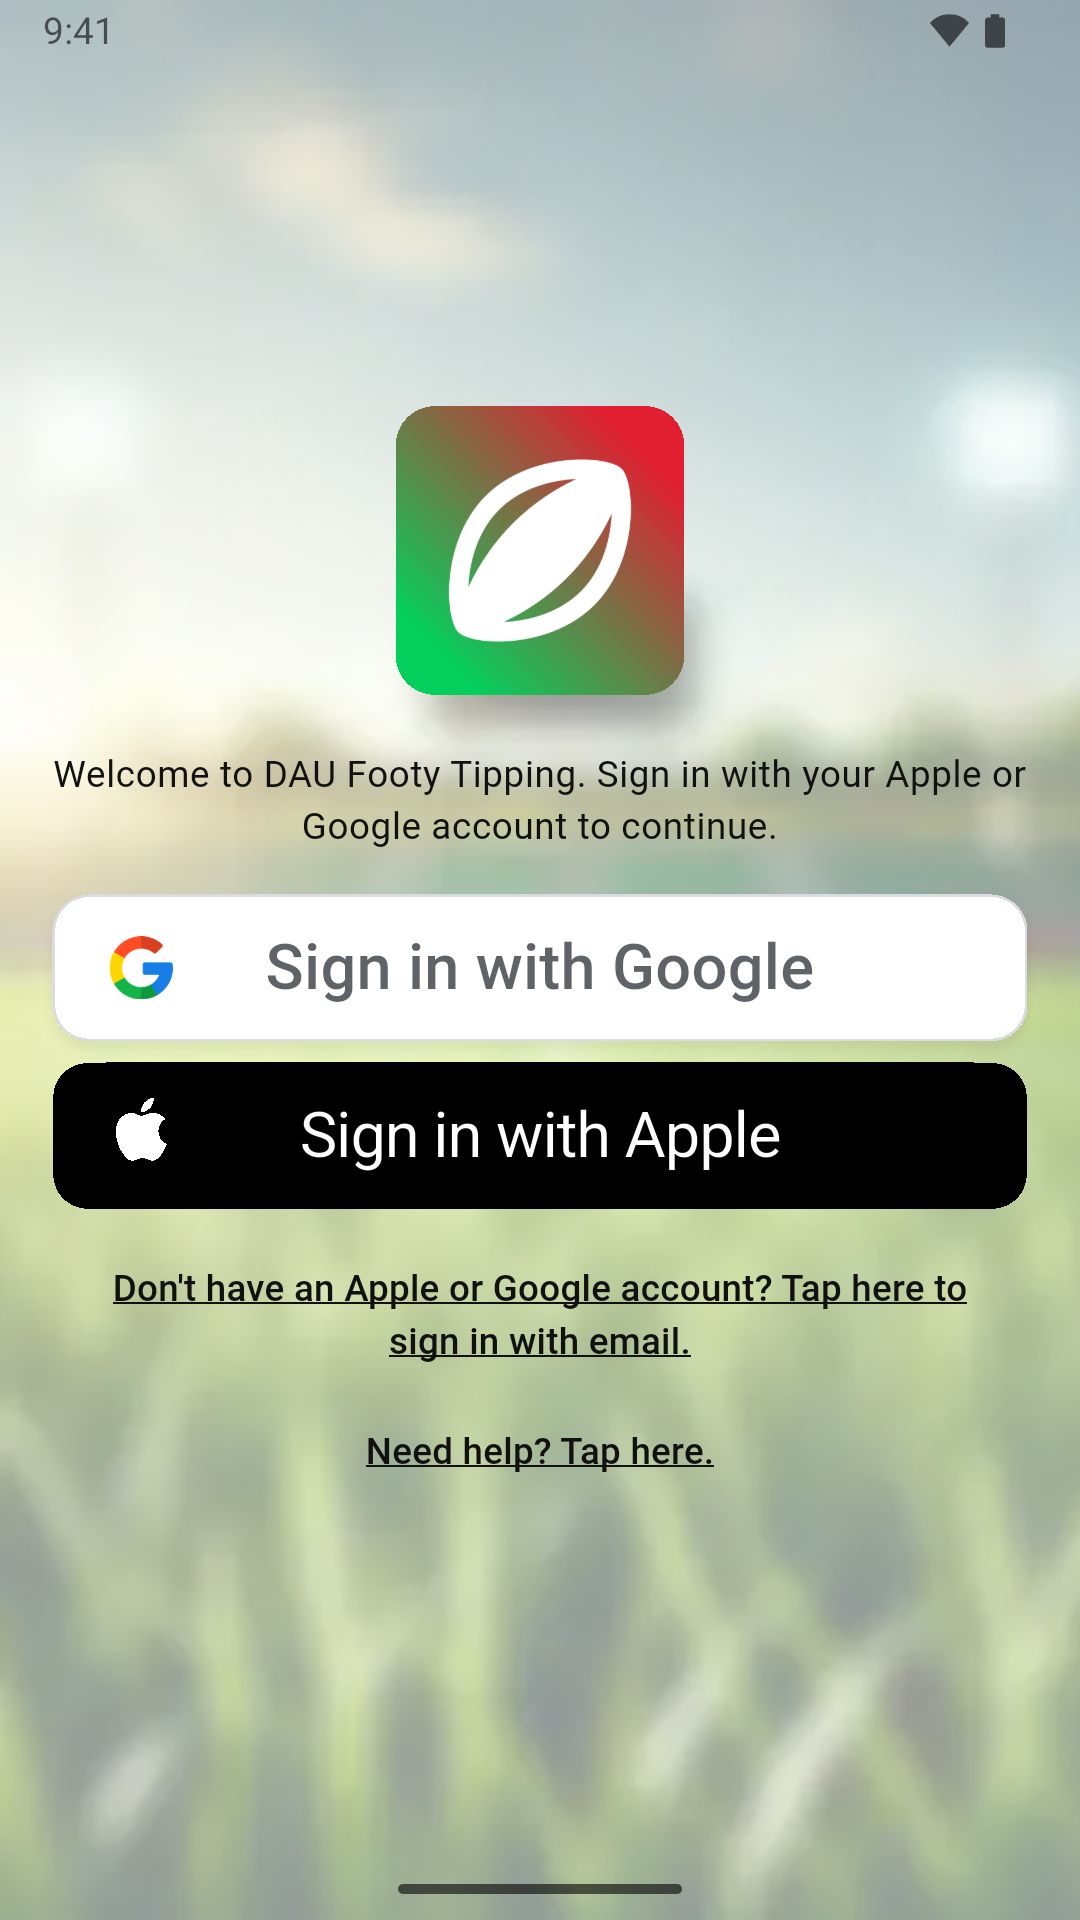 9:41
Welcome to DAU Footy Tipping. Sign in with your Apple or
Google account to continue.
Sign in with Google
Sign in with Apple
Don't have an Apple or Google account? Tap here to
sign in with email.
Need help? Tap here.